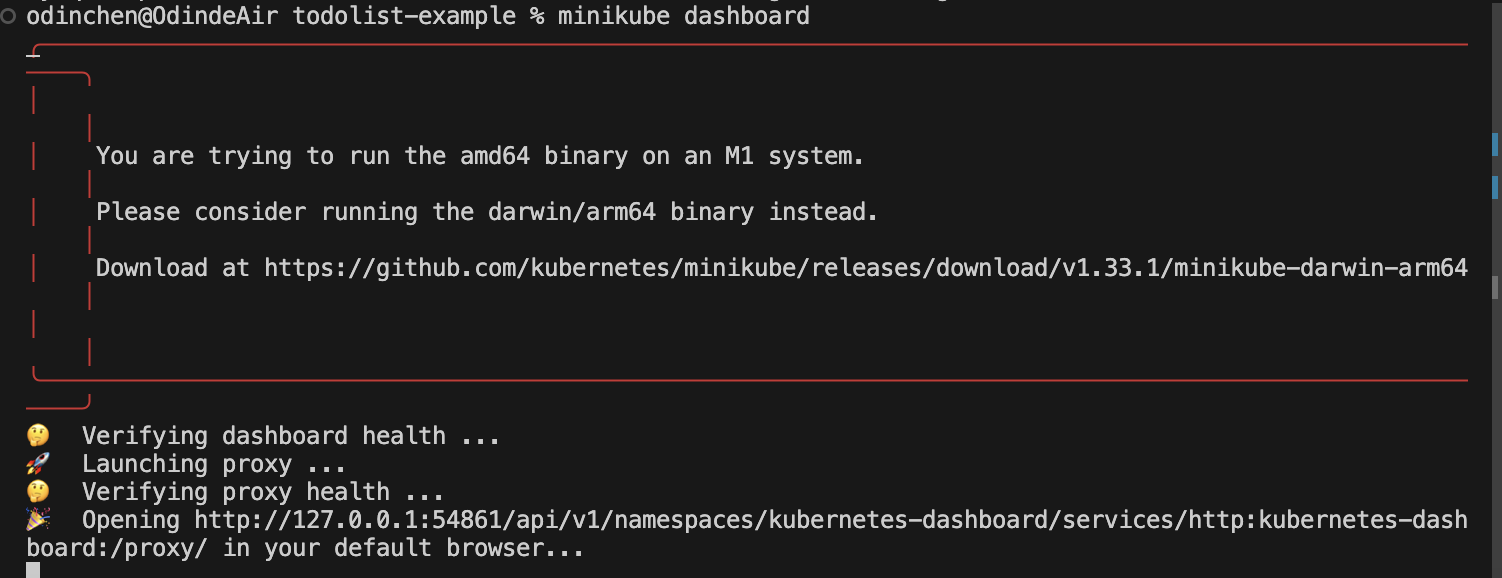 odinchen@OdindeAir todolist-example % minikube dashboard
You are trying to run the amd64 binary on an M1 system.
Please consider running the darwin/arm64 binary instead.
Download at https://github.com/kubernetes/minikube/releases/download/v1.33.1/minikube-darwin-arm64
🤔 Verifying dashboard health ...
🚀 Launching proxy ...
🤔 Verifying proxy health ...
🎉 Opening http://127.0.0.1:54861/api/v1/namespaces/kubernetes-dashboard/services/http:kubernetes-dash
board:/proxy/ in your default browser...